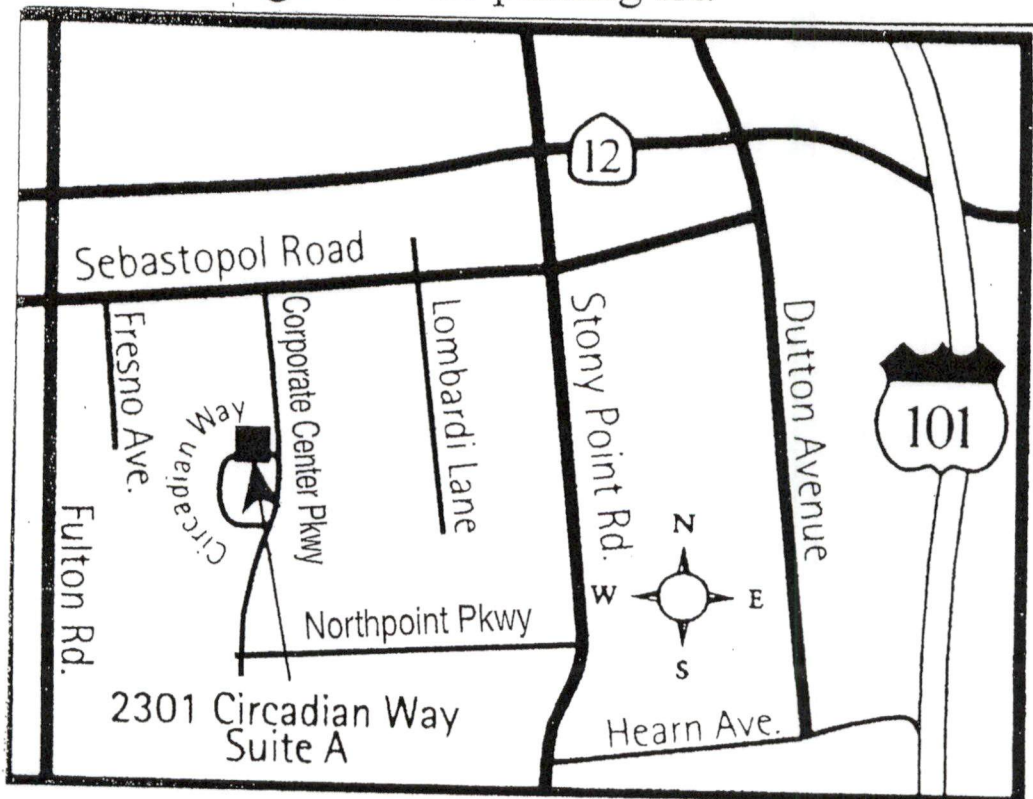 12
Sebastopol Road
Fresno Ave.
Corporate Center Pkwy
Lombardi Lane
Stony Point Rd.
Dutton Avenue
101
Circadian Way
Fulton Rd.
N
W
E
S
Northpoint Pkwy
2301 Circadian Way
Suite A
Hearn Ave.